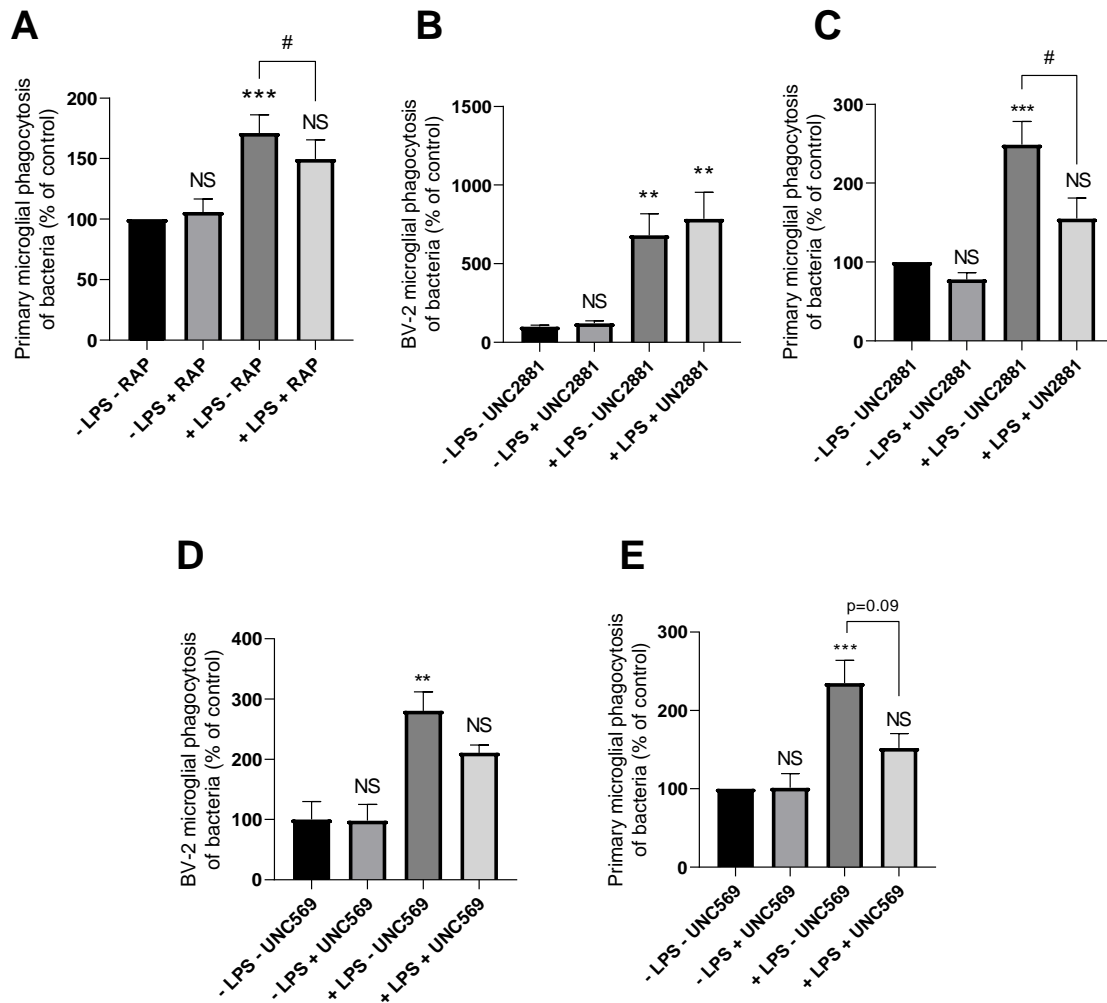 A
Primary microglial phagocytosis
of bacteria (% of control)
200
150
100
50
0
#
***
NS
NS
- LPS - RAP
- LPS + RAP
+ LPS - RAP
+ LPS + RAP
B
BV-2 microglial phagocytosis
of bacteria (% of control)
1500
1000
500
0
NS
**
**
- LPS - UNC2881
- LPS + UNC2881
+ LPS - UNC2881
+ LPS + UN2881
C
Primary microglial phagocytosis
of bacteria (% of control)
300
200
100
0
#
***
NS
NS
- LPS - UNC2881
- LPS + UNC2881
+ LPS - UNC2881
+ LPS + UN2881
D
BV-2 microglial phagocytosis
of bacteria (% of control)
400
300
200
100
0
NS
**
NS
- LPS - UNC569
- LPS + UNC569
+ LPS - UNC569
+ LPS + UNC569
E
Primary microglial phagocytosis
of bacteria (% of control)
300
200
100
0
p=0.09
***
NS
NS
- LPS - UNC569
- LPS + UNC569
+ LPS - UNC569
+ LPS + UNC569